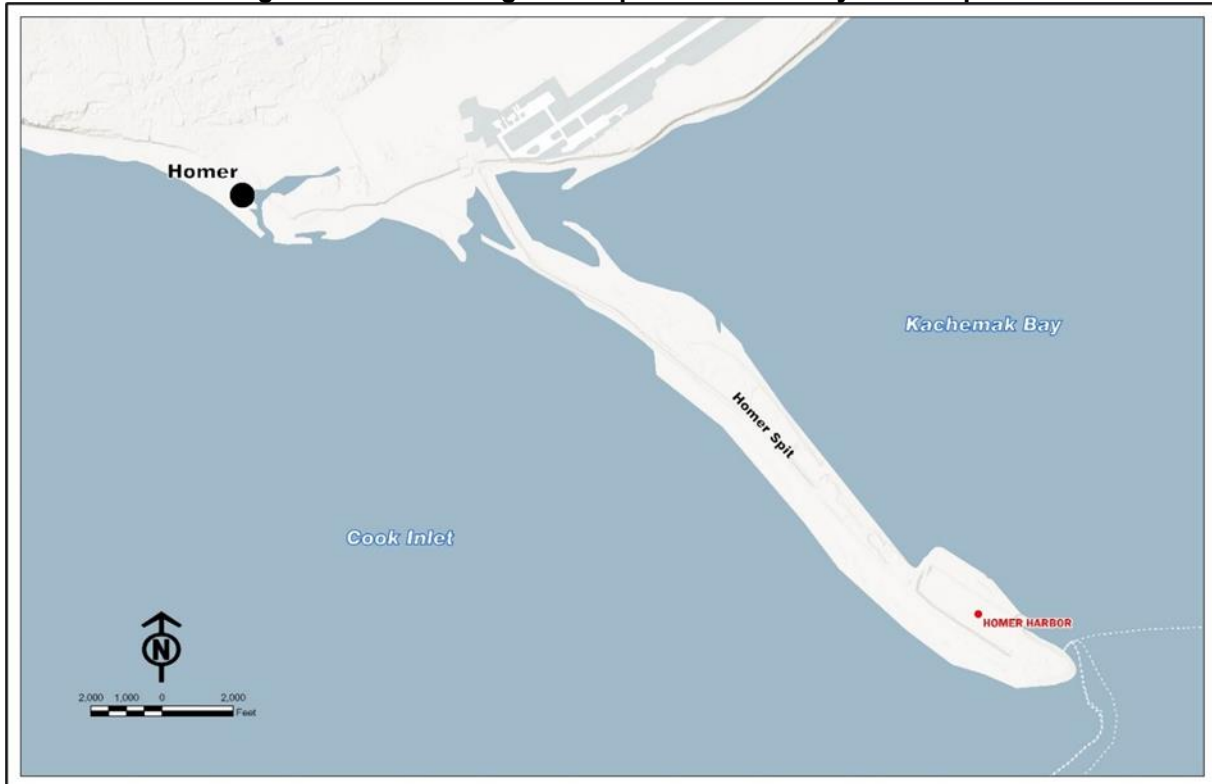 Homer
Kachemak Bay
Homer Spit
Cook Inlet
HOMER HARBOR
N
2,000 1,000 0 2,000
Feet